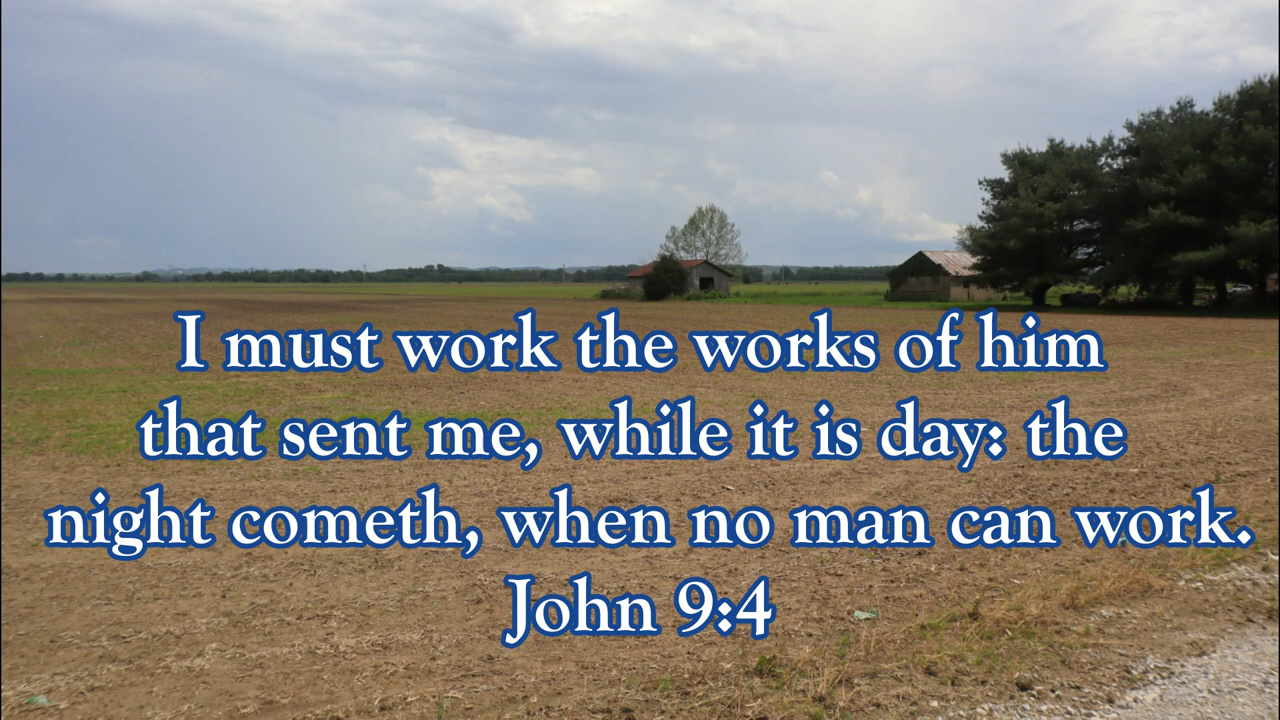 I must work the works of him
that sent me, while it is day: the
night cometh, when no man can work.
John 9:4